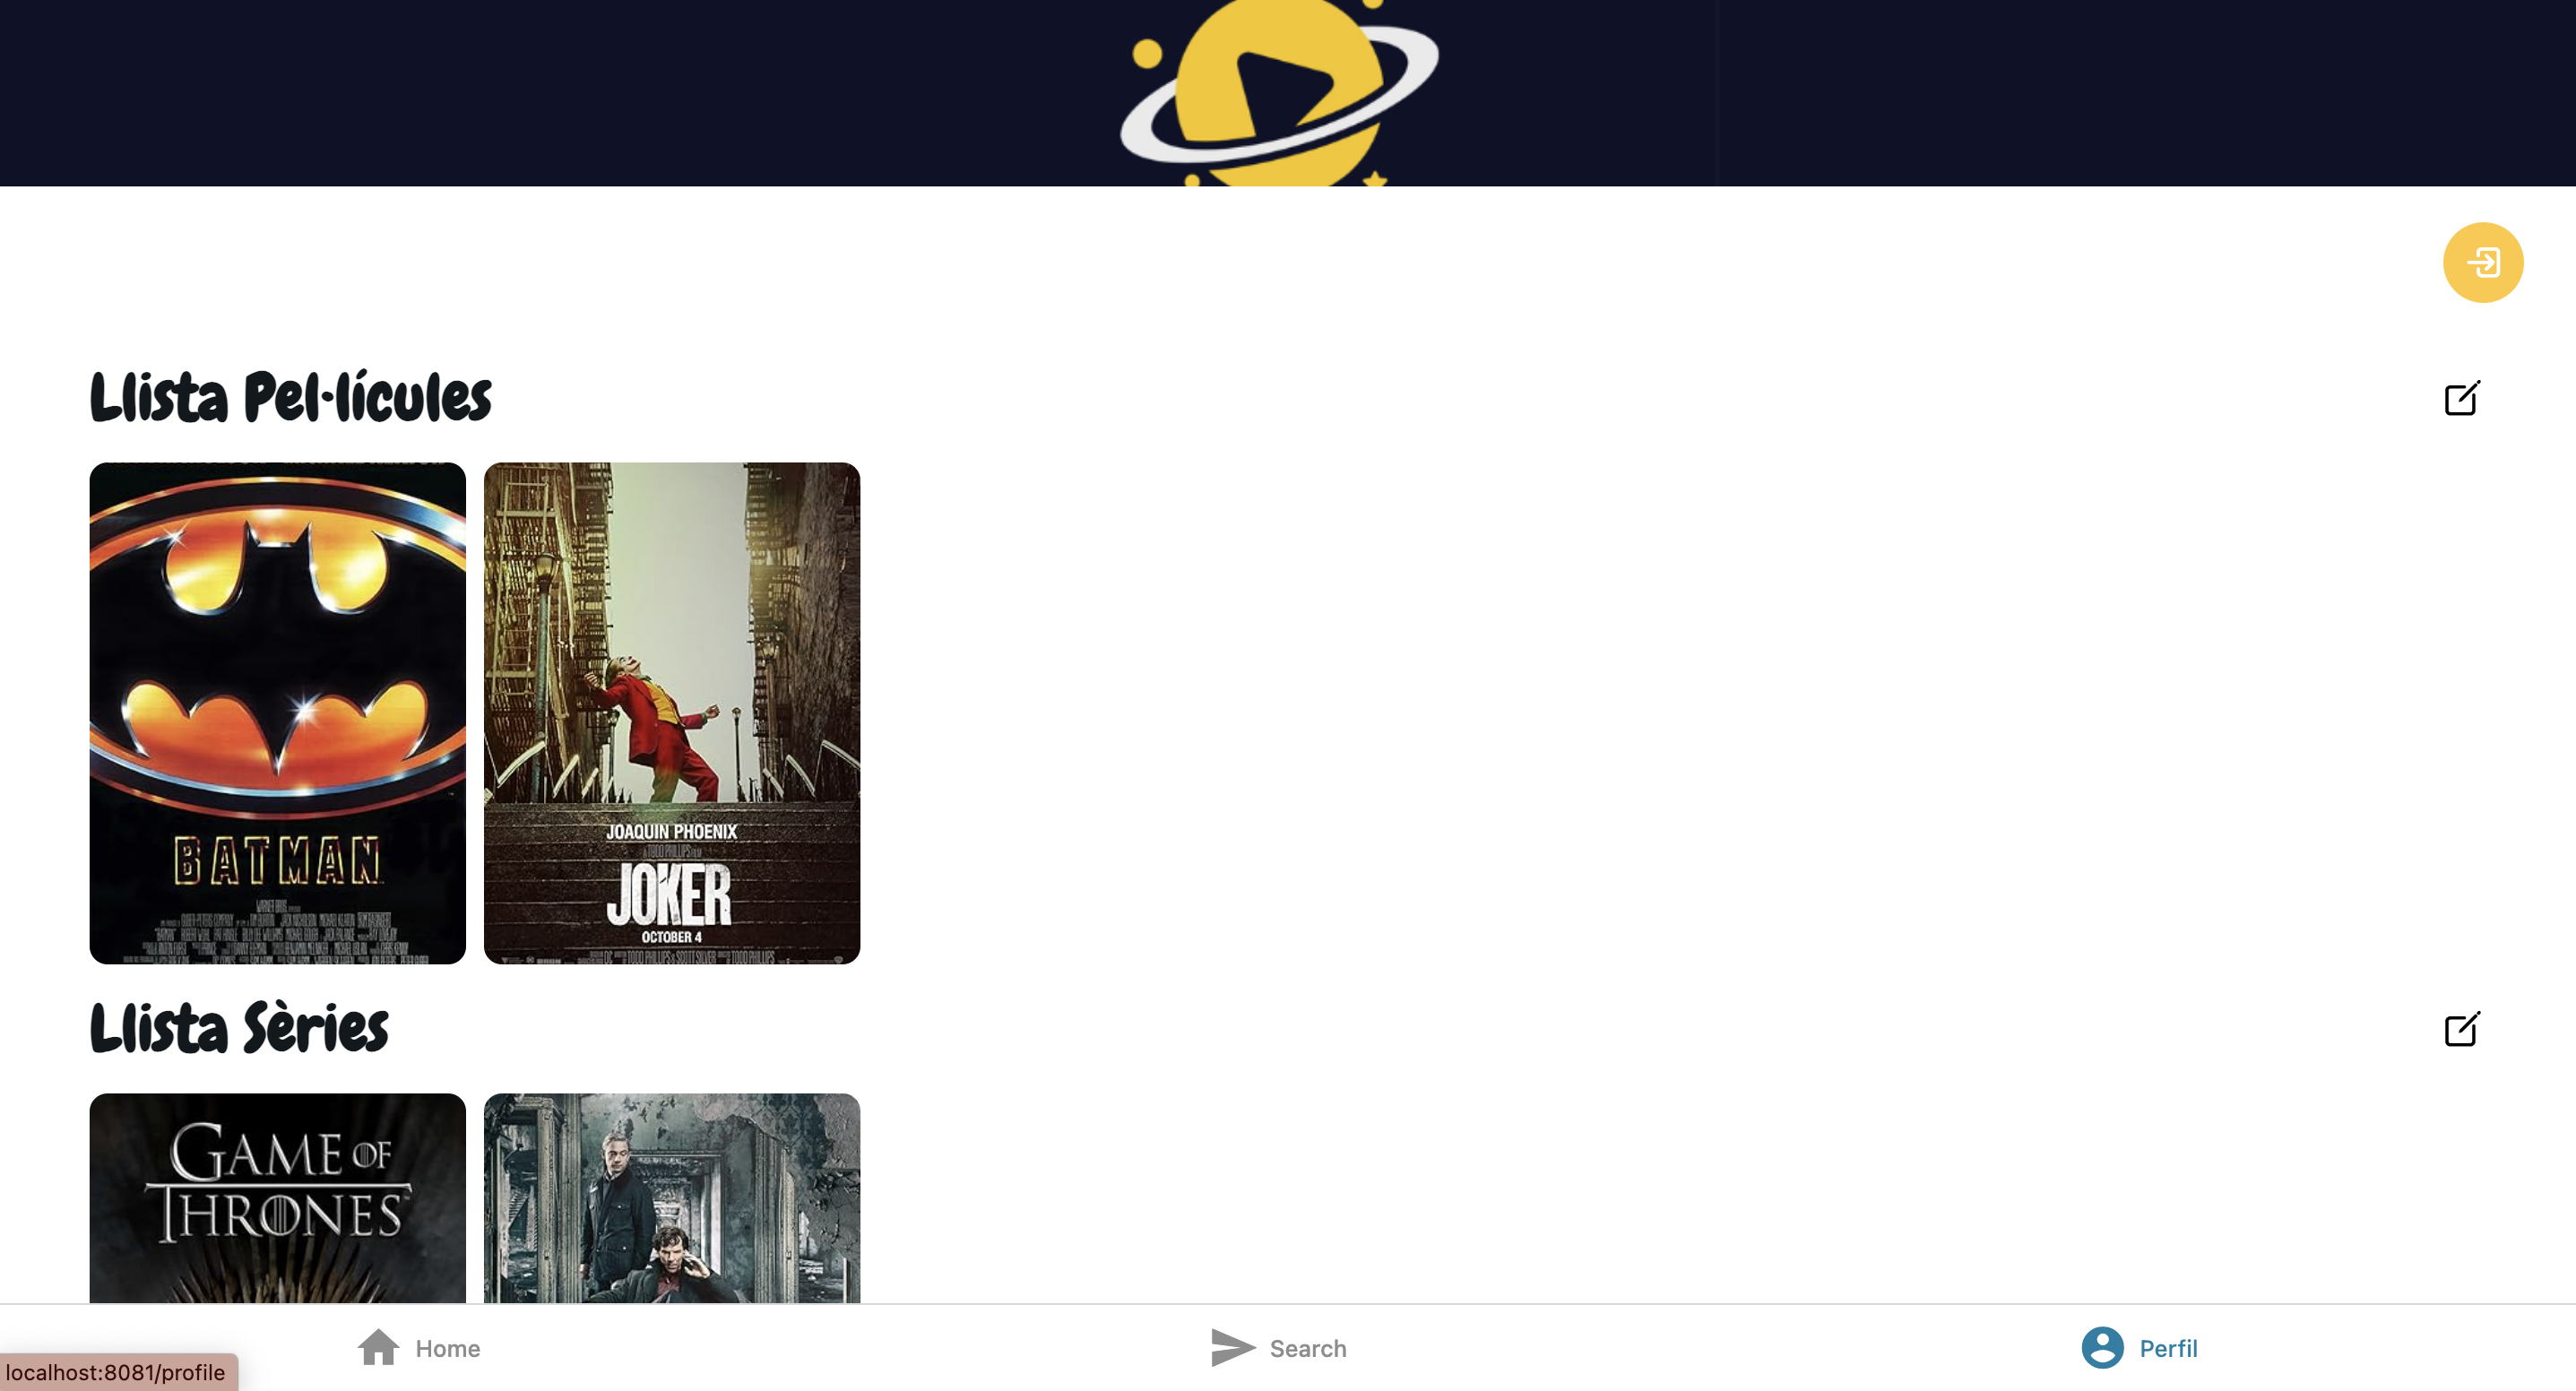 Llista Pel·lícules
BATMAN
JOAQUIN PHOENIX
JOKER
OCTOBER 4
Llista Sèries
GAME OF
THRONES
Home
Search
Perfil
localhost:8081/profile